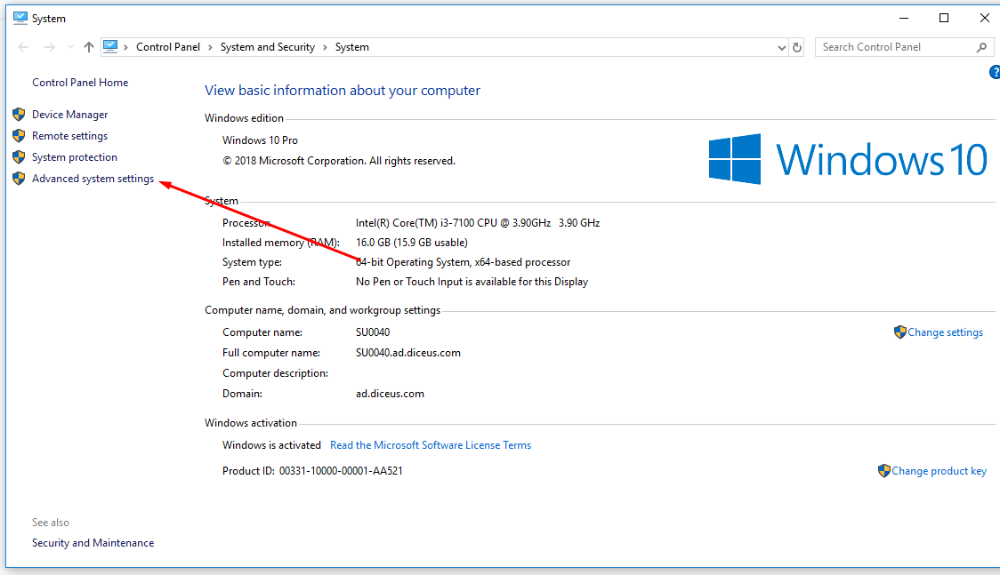 System
Control Panel > System and Security > System
Search Control Panel
?
Control Panel Home
Device Manager
Remote settings
System protection
Advanced system settings
View basic information about your computer
Windows edition
Windows 10 Pro
© 2018 Microsoft Corporation. All rights reserved.
Windows 10
System
Processor: Intel(R) Core(TM) i3-7100 CPU @ 3.90GHz 3.90 GHz
Installed memory (RAM): 16.0 GB (15.9 GB usable)
System type: 64-bit Operating System, x64-based processor
Pen and Touch: No Pen or Touch Input is available for this Display
Computer name, domain, and workgroup settings
Computer name: SU0040
Change settings
Full computer name: SU0040.ad.diceus.com
Computer description:
Domain: ad.diceus.com
Windows activation
Windows is activated Read the Microsoft Software License Terms
Product ID: 00331-10000-00001-AA521
Change product key
See also
Security and Maintenance